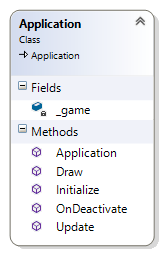 Application
Class
Application
Fields
_game
Methods
Application
Draw
Initialize
OnDeactivate
Update